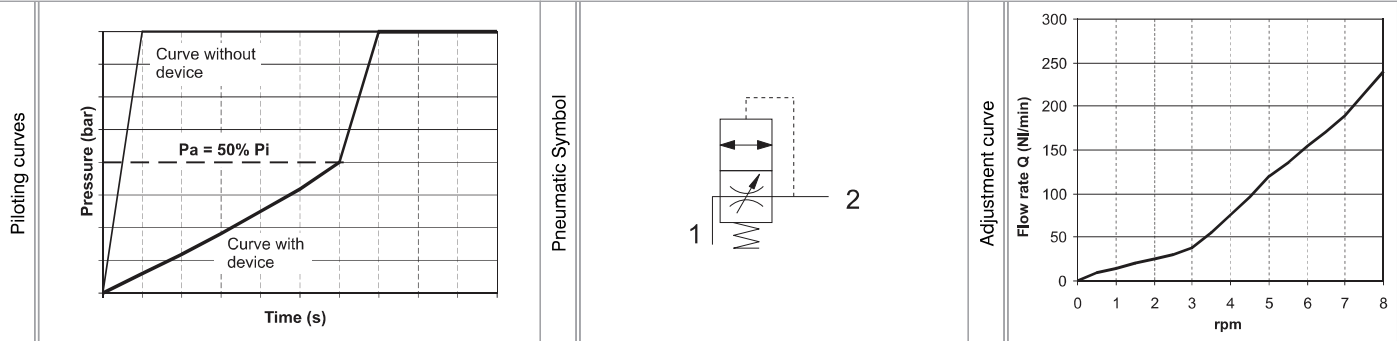 Piloting curves
Pressure (bar)
Curve without
device
Pa = 50% Pi
Curve with
device
Time (s)
Pneumatic Symbol
1
2
Adjustment curve
Flow rate Q (Nl/min)
300
250
200
150
100
50
0
0 1 2 3 4 5 6 7 8
rpm